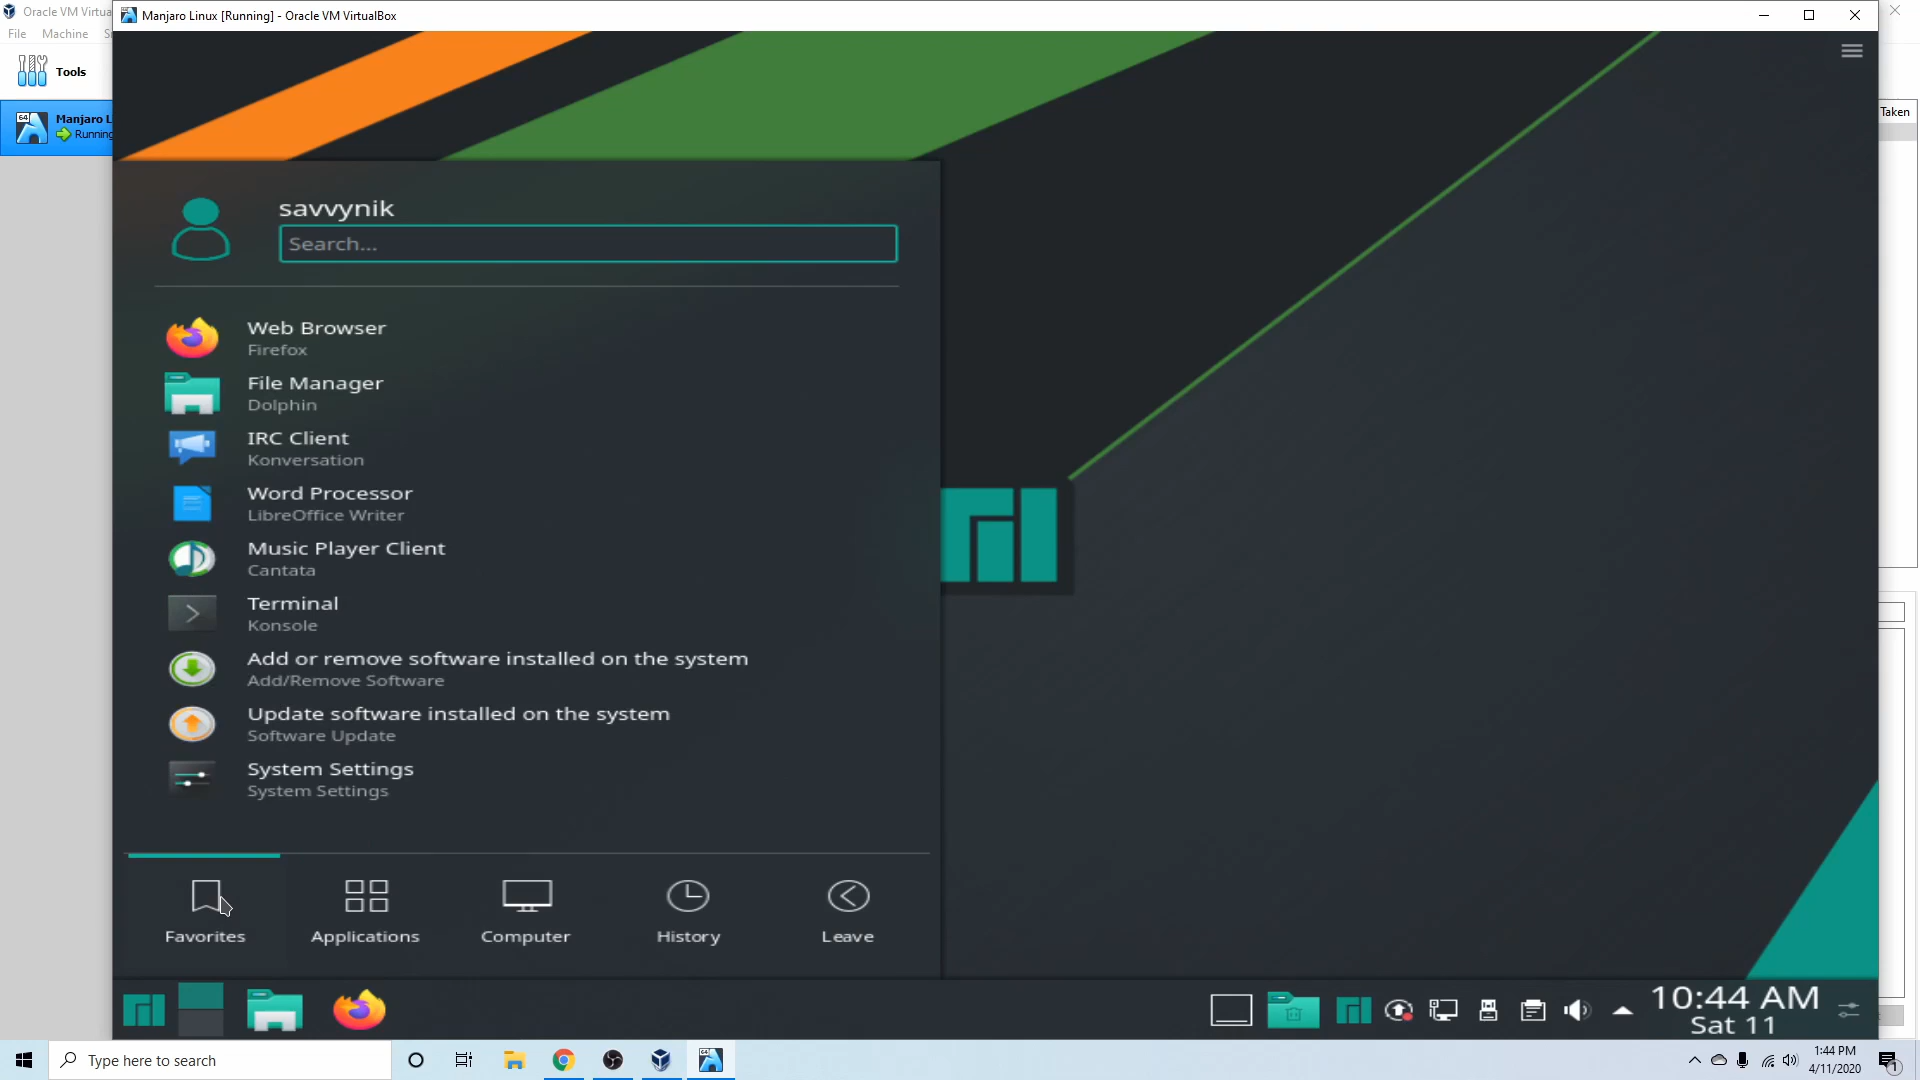 Oracle VM Virtua
Manjaro Linux [Running] - Oracle VM VirtualBox
File
Machine
Tools
Taken
64
Manjaro L
Running
savvynik
Search...
Web Browser
Firefox
File Manager
Dolphin
IRC Client
Konversation
Word Processor
LibreOffice Writer
Music Player Client
Cantata
Terminal
Konsole
Add or remove software installed on the system
Add/Remove Software
Update software installed on the system
Software Update
System Settings
System Settings
Favorites
Applications
Computer
History
Leave
10:44 AM
Sat 11
Type here to search
1:44 PM
4/11/2020
1